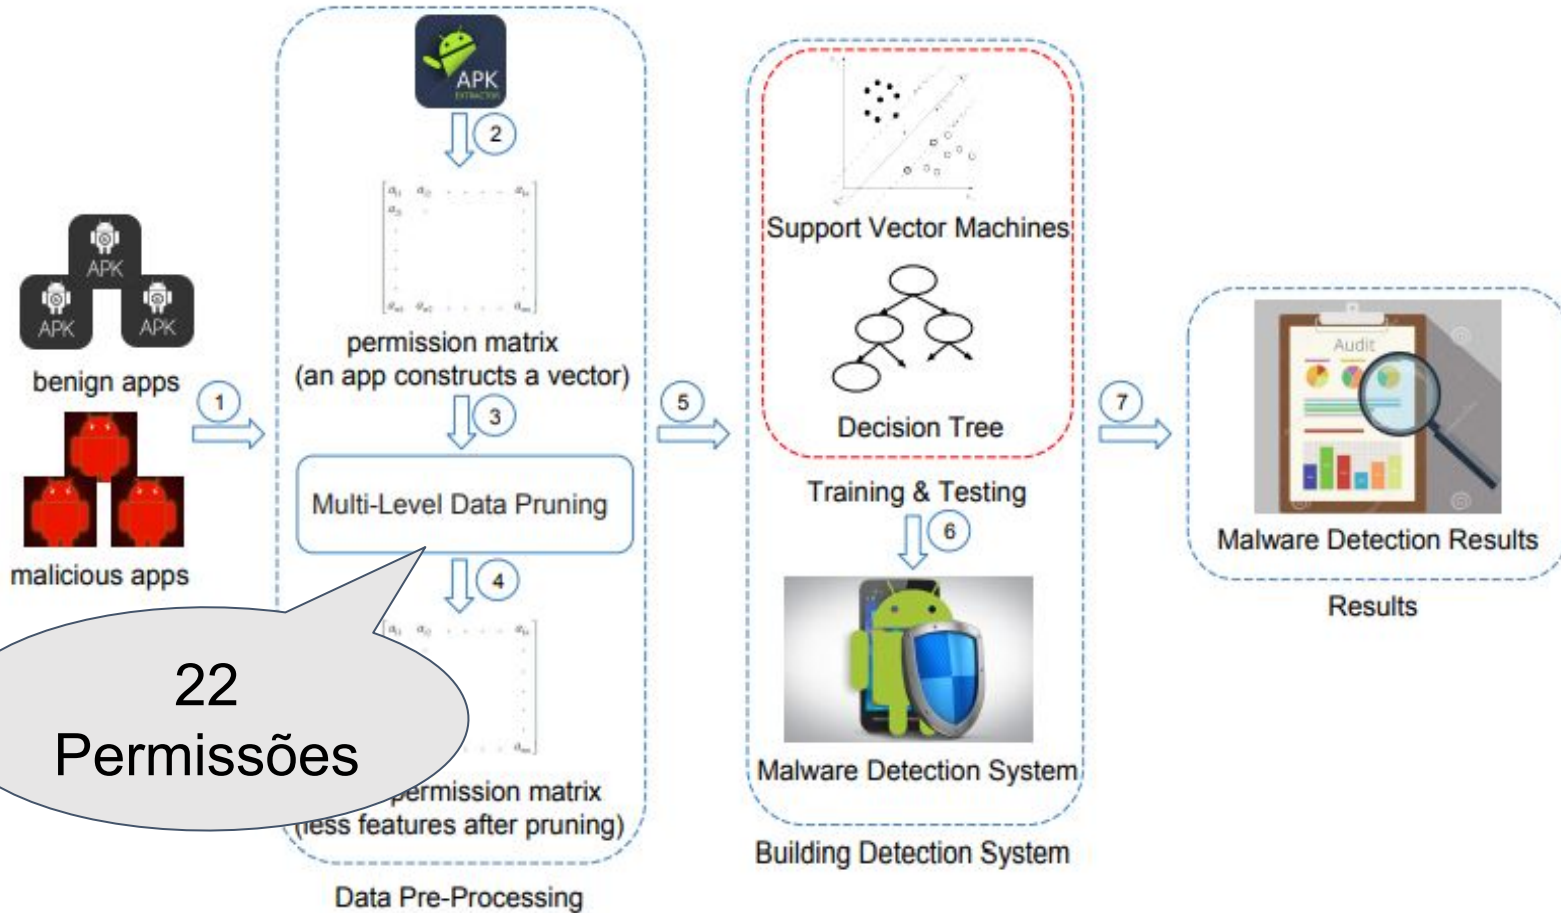 APK
APK
APK
benign apps
malicious apps
1
APK
EXTRACTOR
2
permission matrix
(an app constructs a vector)
3
Multi-Level Data Pruning
4
22
Permissões
permission matrix
(less features after pruning)
Data Pre-Processing
5
Support Vector Machines
Decision Tree
Training & Testing
6
Malware Detection System
Building Detection System
7
Audit
Malware Detection Results
Results